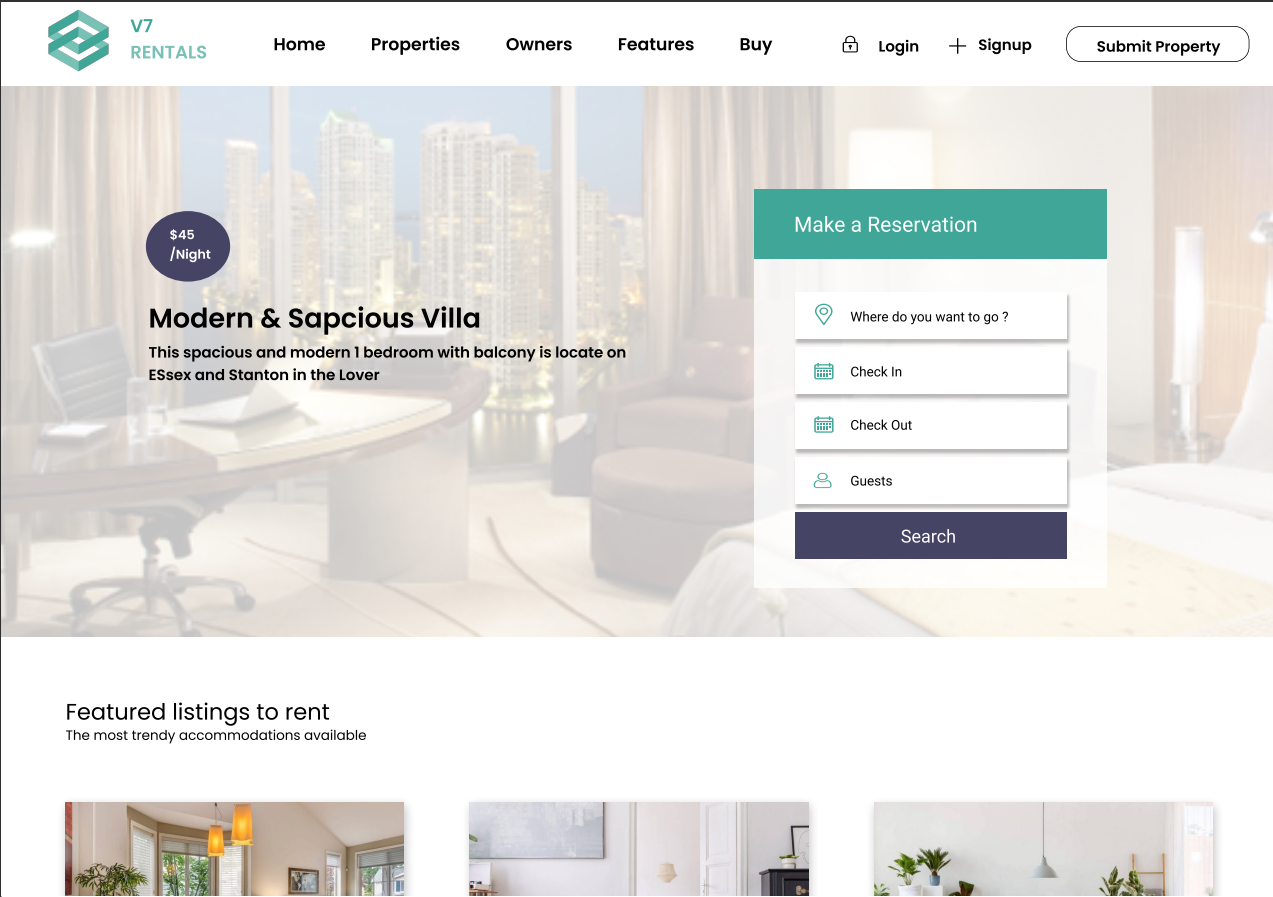 V7
RENTALS
Home
Properties
Owners
Features
Buy
Login
Signup
Submit Property
$45
/Night
Modern & Sapcious Villa
This spacious and modern 1 bedroom with balcony is locate on
ESsex and Stanton in the Lover
Make a Reservation
Where do you want to go ?
Check In
Check Out
Guests
Search
Featured listings to rent
The most trendy accommodations available